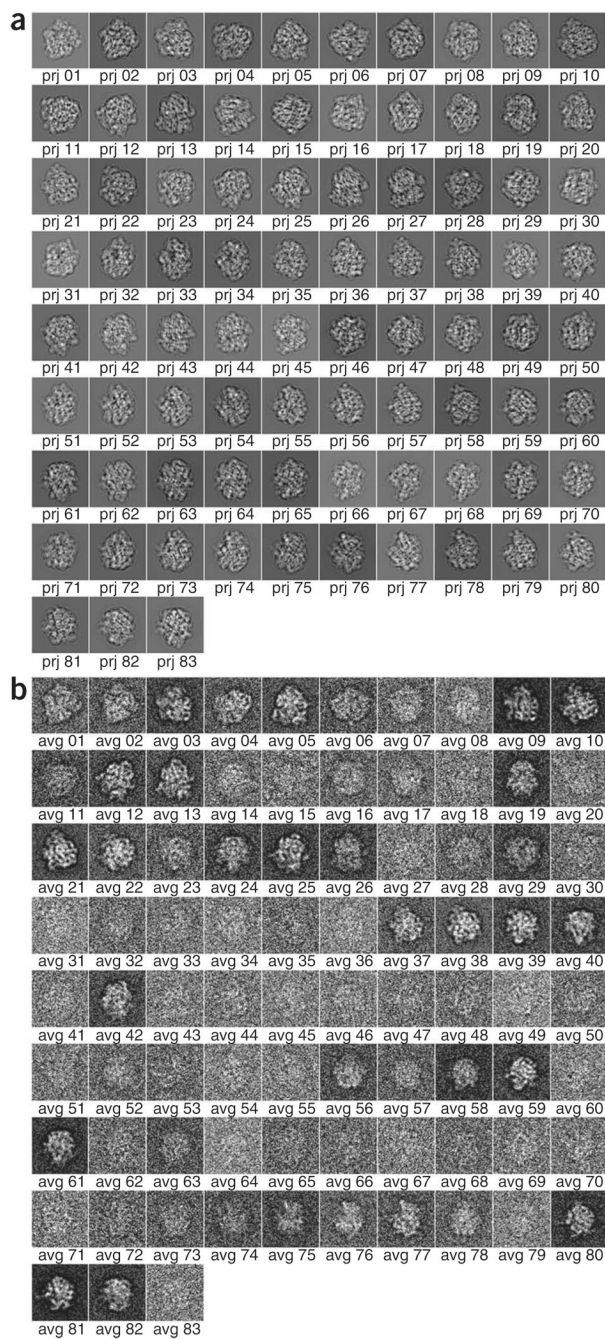 a
prj 01 prj 02 prj 03 prj 04 prj 05 prj 06 prj 07 prj 08 prj 09 prj 10
prj 11 prj 12 prj 13 prj 14 prj 15 prj 16 prj 17 prj 18 prj 19 prj 20
prj 21 prj 22 prj 23 prj 24 prj 25 prj 26 prj 27 prj 28 prj 29 prj 30
prj 31 prj 32 prj 33 prj 34 prj 35 prj 36 prj 37 prj 38 prj 39 prj 40
prj 41 prj 42 prj 43 prj 44 prj 45 prj 46 prj 47 prj 48 prj 49 prj 50
prj 51 prj 52 prj 53 prj 54 prj 55 prj 56 prj 57 prj 58 prj 59 prj 60
prj 61 prj 62 prj 63 prj 64 prj 65 prj 66 prj 67 prj 68 prj 69 prj 70
prj 71 prj 72 prj 73 prj 74 prj 75 prj 76 prj 77 prj 78 prj 79 prj 80
prj 81 prj 82 prj 83
b
avg 01 avg 02 avg 03 avg 04 avg 05 avg 06 avg 07 avg 08 avg 09 avg 10
avg 11 avg 12 avg 13 avg 14 avg 15 avg 16 avg 17 avg 18 avg 19 avg 20
avg 21 avg 22 avg 23 avg 24 avg 25 avg 26 avg 27 avg 28 avg 29 avg 30
avg 31 avg 32 avg 33 avg 34 avg 35 avg 36 avg 37 avg 38 avg 39 avg 40
avg 41 avg 42 avg 43 avg 44 avg 45 avg 46 avg 47 avg 48 avg 49 avg 50
avg 51 avg 52 avg 53 avg 54 avg 55 avg 56 avg 57 avg 58 avg 59 avg 60
avg 61 avg 62 avg 63 avg 64 avg 65 avg 66 avg 67 avg 68 avg 69 avg 70
avg 71 avg 72 avg 73 avg 74 avg 75 avg 76 avg 77 avg 78 avg 79 avg 80
avg 81 avg 82 avg 83